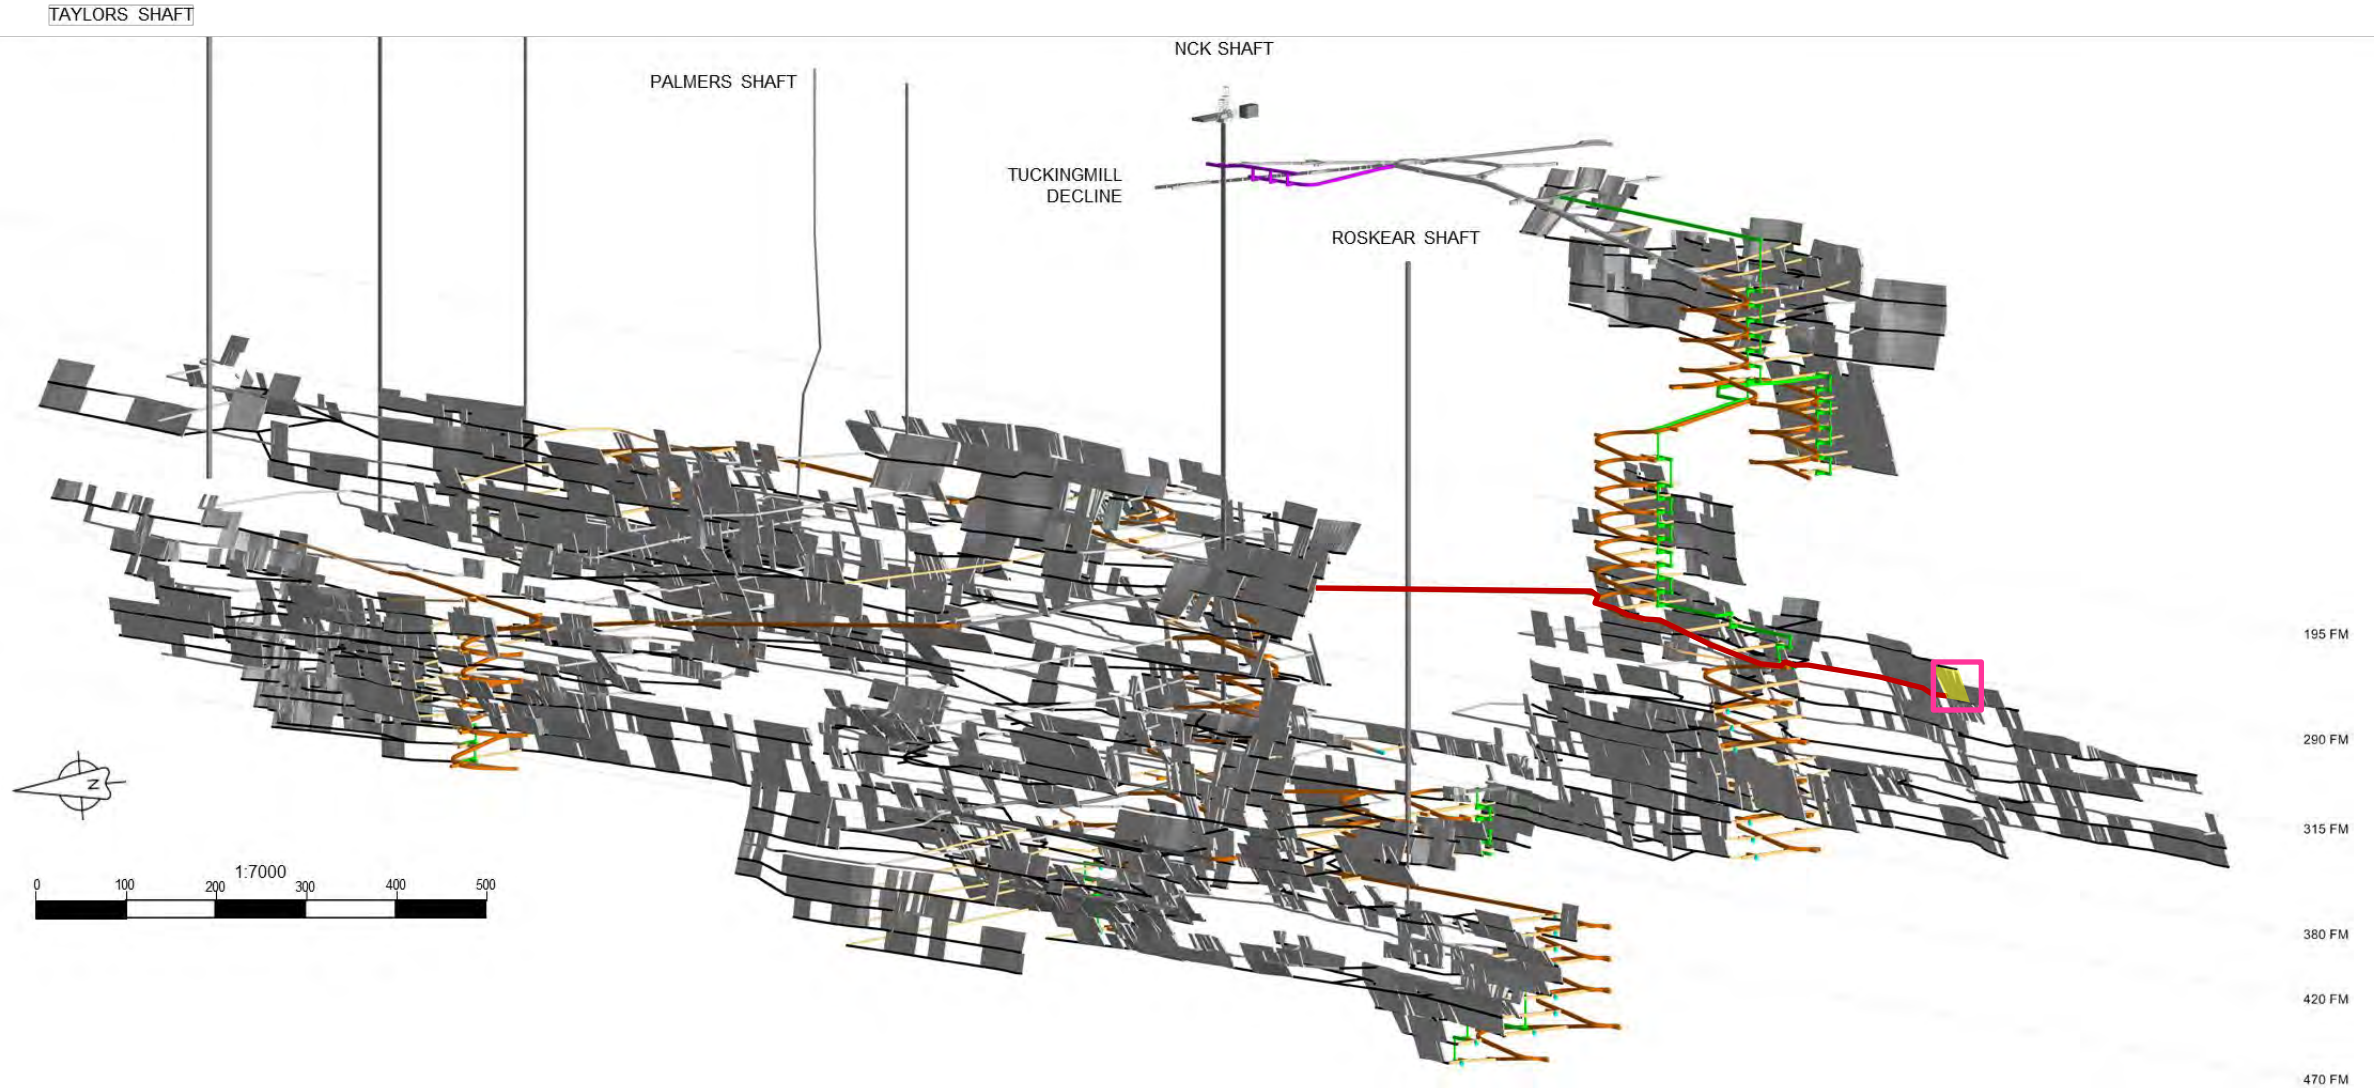 TAYLORS SHAFT
NCK SHAFT
PALMERS SHAFT
TUCKINGMILL
DECLINE
ROSKEAR SHAFT
195 FM
290 FM
N
315 FM
1:7000
0 100 200 300 400 500
380 FM
420 FM
470 FM